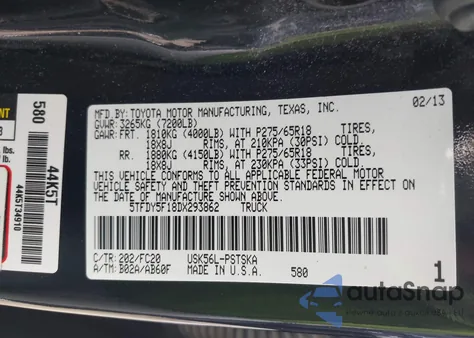 MFD. BY: TOYOTA MOTOR MANUFACTURING, TEXAS, INC. 02/13
GVWR: 3265KG (7200LB)
GAWR: FRT. 1810KG (4000LB) WITH P275/65R18 TIRES,
18X8J RIMS, AT 210KPA (30PSI) COLD.
RR. 1880KG (4150LB) WITH P275/65R18 TIRES,
18X8J RIMS, AT 230KPA (33PSI) COLD.
THIS VEHICLE CONFORMS TO ALL APPLICABLE FEDERAL MOTOR
VEHICLE SAFETY AND THEFT PREVENTION STANDARDS IN EFFECT ON
THE DATE OF MANUFACTURE SHOWN ABOVE.
5TFDY5F18DX293862 TRUCK
C/TR: 202/FC20 USK56L-PSTSKA
A/TM: B02A/AB60F MADE IN U.S.A. 580 1
580
44K5T
44K5T34910
lbs.
of lb.
autoSnap